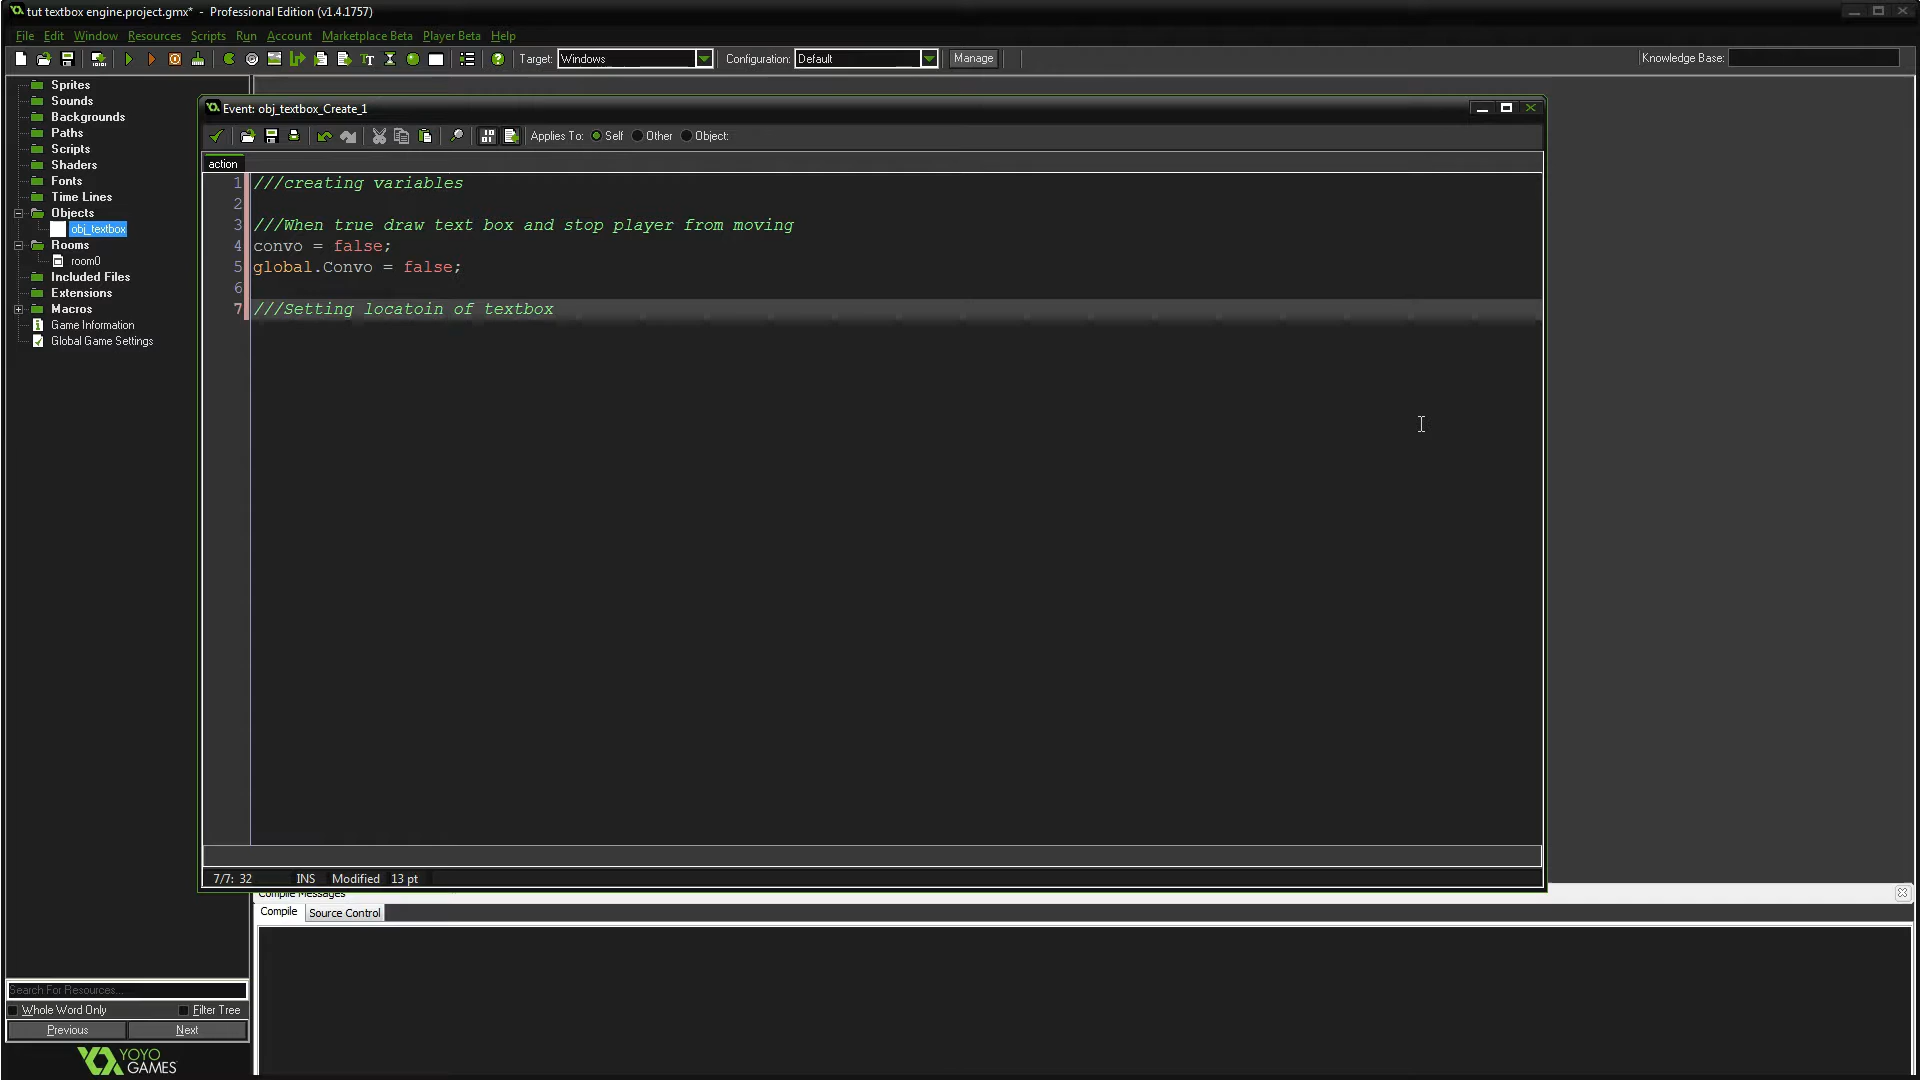 tut textbox engine.project.gmx* - Professional Edition (v1.4.1757)
File Edit Window Resources Scripts Run Account Marketplace Beta Player Beta Help
Target: Windows Configuration: Default Manage Knowledge Base:
Sprites
Sounds
Backgrounds
Paths
Scripts
Shaders
Fonts
Time Lines
Objects
obj_textbox
Rooms
room0
Included Files
Extensions
Macros
Game Information
Global Game Settings
Event: obj_textbox_Create_1
Applies To: Self Other Object:
action
1 ///creating variables
2
3 ///When true draw text box and stop player from moving
4 convo = false;
5 global.Convo = false;
6
7 ///Setting locatoin of textbox
7/7: 32 INS Modified 13 pt
Compile Messages
Compile Source Control
Search For Resources...
Whole Word Only Filter Tree
Previous Next
YOYO
GAMES